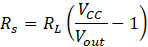 R_s = R_L (V_CC / V_out − 1)